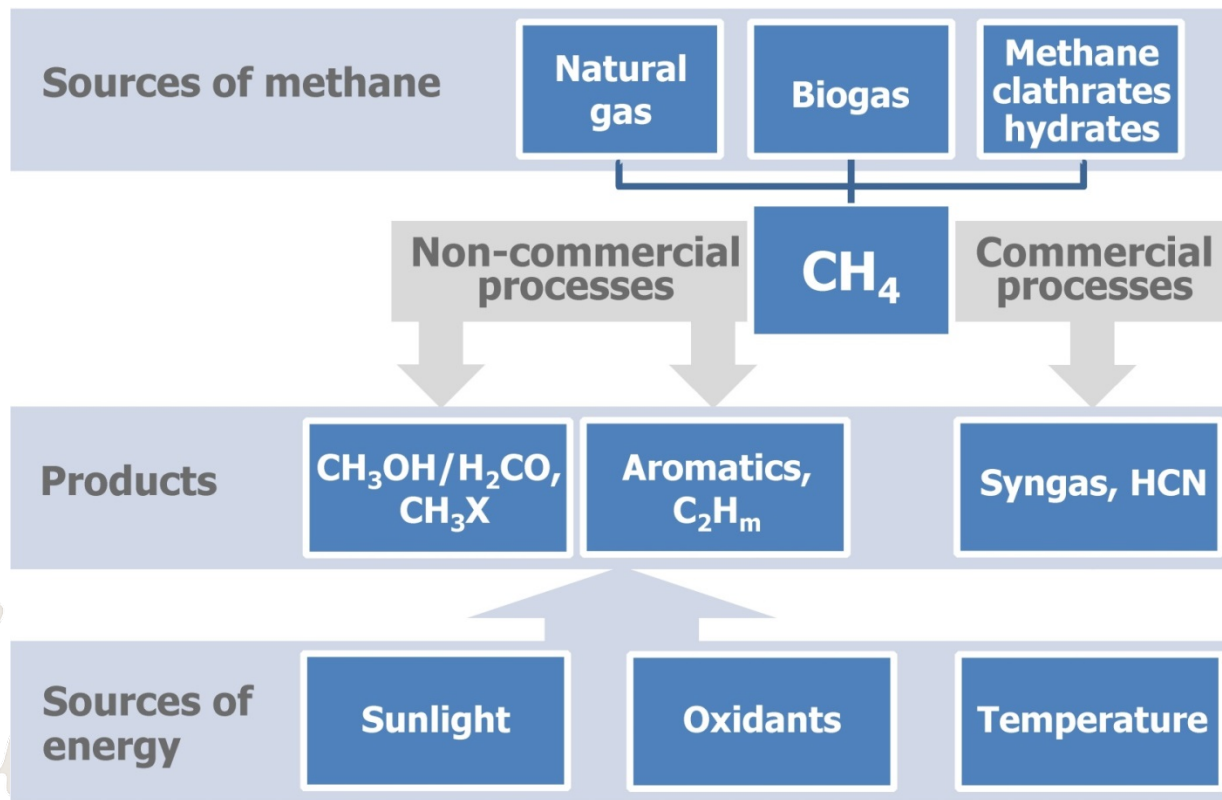 Sources of methane
Natural
gas
Biogas
Methane
clathrates
hydrates
Non-commercial
processes
CH₄
Commercial
processes
Products
CH₃OH/H₂CO,
CH₃X
Aromatics,
C₂Hₘ
Syngas, HCN
Sources of
energy
Sunlight
Oxidants
Temperature